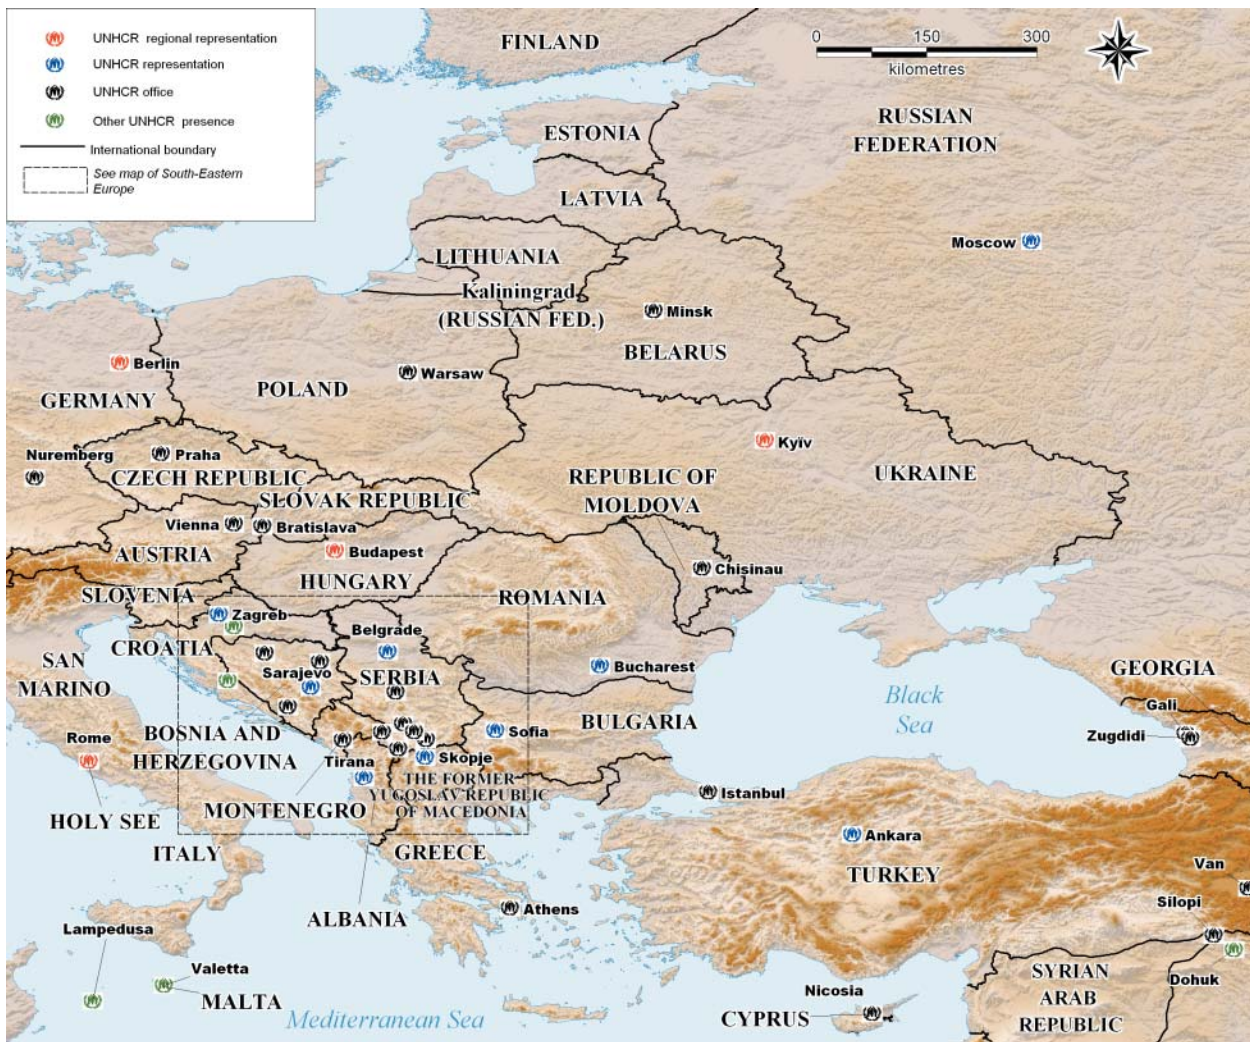 UNHCR regional representation
UNHCR representation
UNHCR office
Other UNHCR presence
International boundary
See map of South-Eastern
Europe
0 150 300
kilometres
FINLAND
ESTONIA
RUSSIAN
FEDERATION
LATVIA
Moscow
LITHUANIA
Kaliningrad
(RUSSIAN FED.)
Minsk
BELARUS
Berlin
Warsaw
POLAND
GERMANY
Kyïv
Nuremberg
Praha
CZECH REPUBLIC
UKRAINE
REPUBLIC OF
MOLDOVA
SLOVAK REPUBLIC
Vienna
Bratislava
AUSTRIA
Budapest
Chisinau
HUNGARY
SLOVENIA
ROMANIA
Zagreb
Belgrade
CROATIA
SAN
MARINO
Sarajevo
SERBIA
Bucharest
GEORGIA
Black
Sea
Gali
BULGARIA
Sofia
Zugdidi
Rome
BOSNIA AND
HERZEGOVINA
Tirana
Skopje
THE FORMER
YUGOSLAV REPUBLIC
OF MACEDONIA
Istanbul
MONTENEGRO
HOLY SEE
Ankara
ITALY
GREECE
TURKEY
Van
Silopi
Athens
ALBANIA
Lampedusa
Valetta
MALTA
Dohuk
SYRIAN
ARAB
REPUBLIC
Nicosia
CYPRUS
Mediterranean Sea